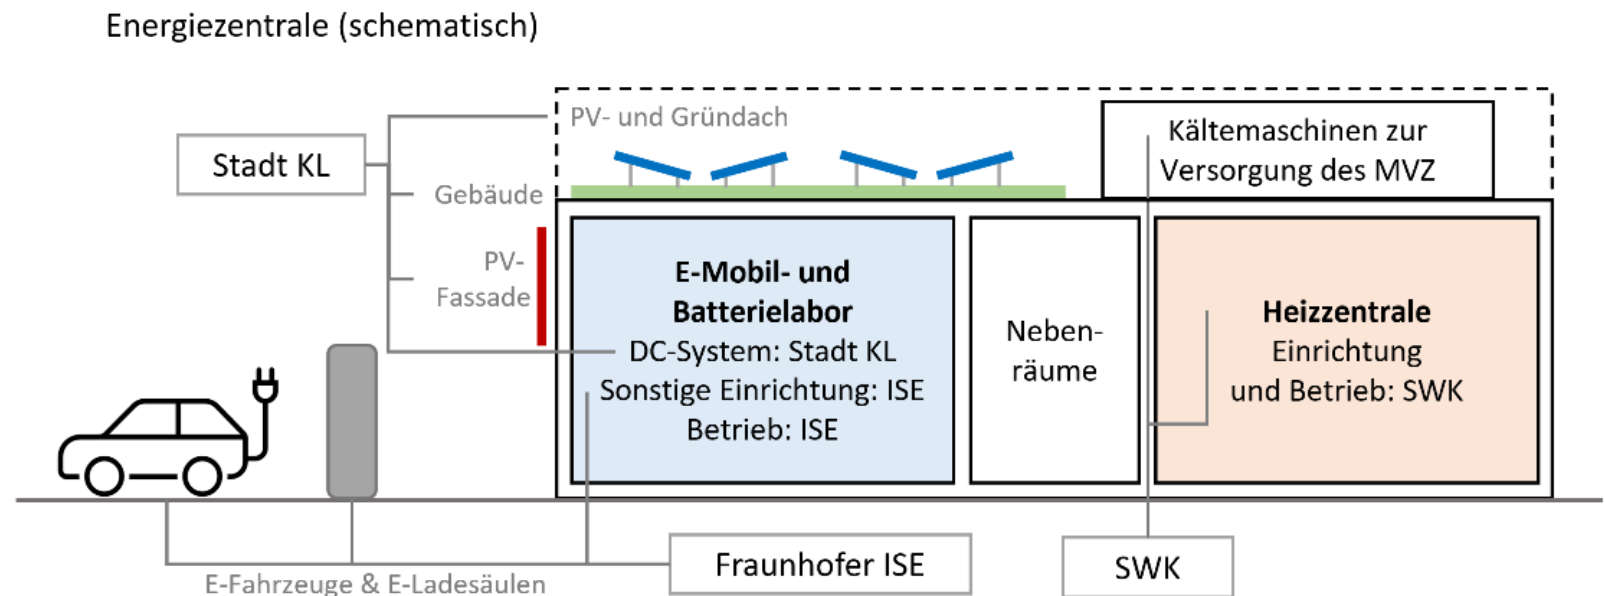 Energiezentrale (schematisch)
Stadt KL
PV- und Gründach
Gebäude
PV-
Fassade
Kältemaschinen zur
Versorgung des MVZ
E-Mobil- und
Batterielabor
DC-System: Stadt KL
Sonstige Einrichtung: ISE
Betrieb: ISE
Neben-
räume
Heizzentrale
Einrichtung
und Betrieb: SWK
E-Fahrzeuge & E-Ladesäulen
Fraunhofer ISE
SWK